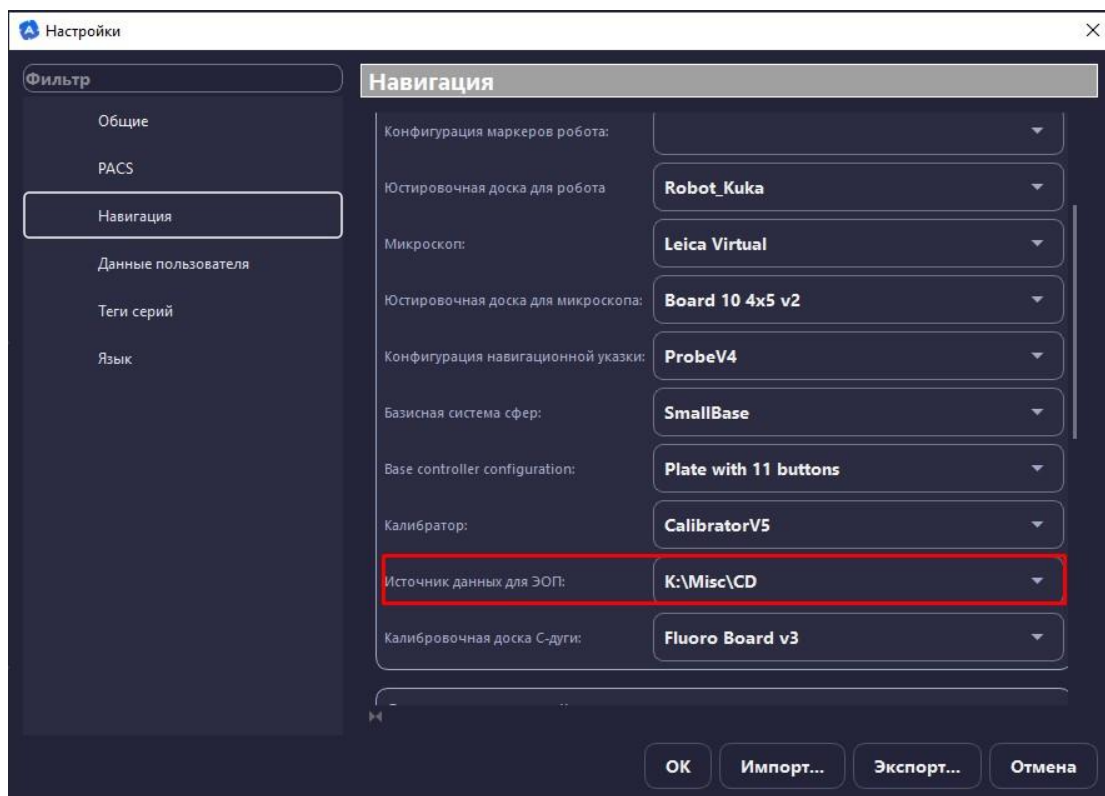 Настройки
Фильтр
Общие
PACS
Навигация
Данные пользователя
Теги серий
Язык
Навигация
Конфигурация маркеров робота:
Юстировочная доска для робота Robot_Kuka
Микроскоп: Leica Virtual
Юстировочная доска для микроскопа: Board 10 4x5 v2
Конфигурация навигационной указки: ProbeV4
Базисная система сфер: SmallBase
Base controller configuration: Plate with 11 buttons
Калибратор: CalibratorV5
Источник данных для ЭОП: K:\Misc\CD
Калибровочная доска С-дуги: Fluoro Board v3
OK Импорт... Экспорт... Отмена